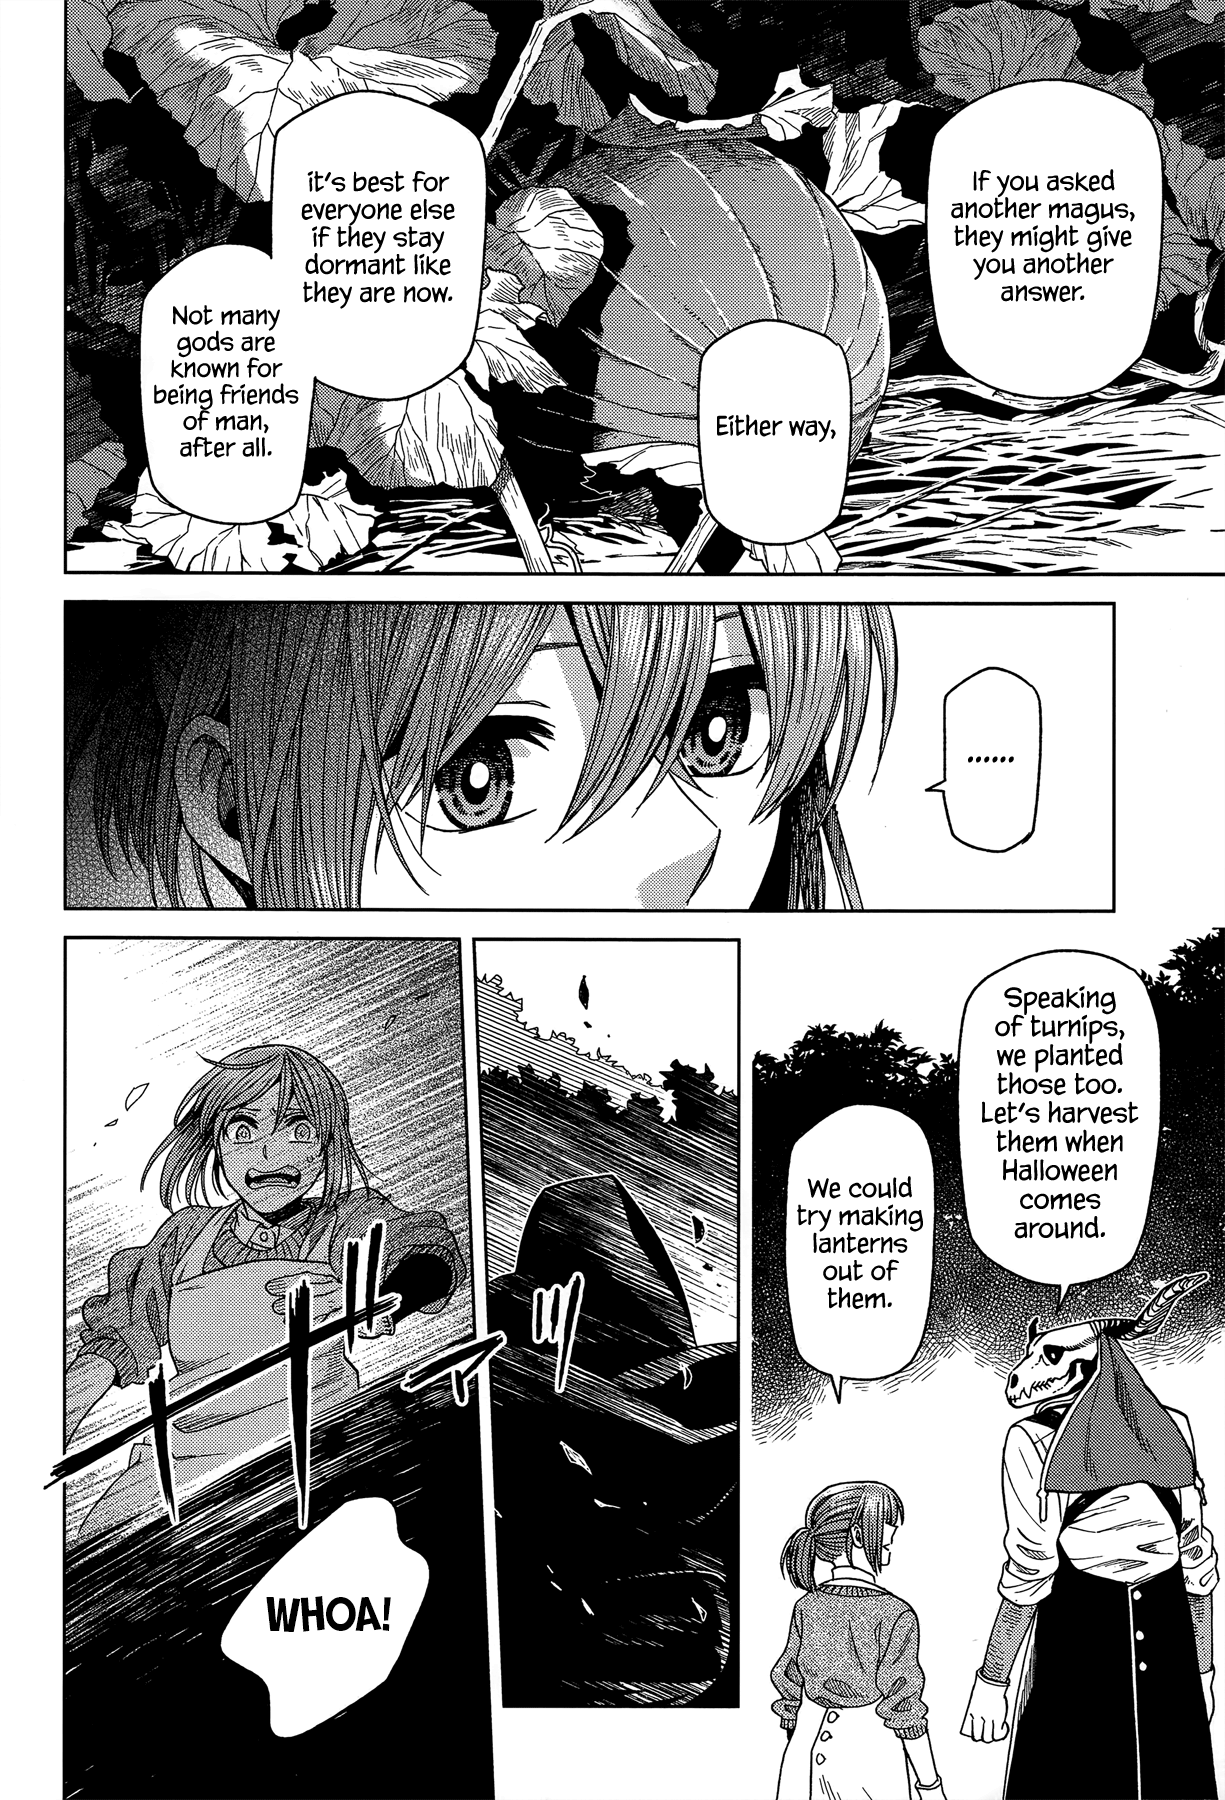 If you asked
another magus,
they might give
you another
answer.
Either way,
it's best for
everyone else
if they stay
dormant like
they are now.
Not many
gods are
known for
being friends
of man,
after all.
......
Speaking
of turnips,
we planted
those too.
Let's harvest
them when
Halloween
comes
around.
We could
try making
lanterns
out of
them.
WHOA!